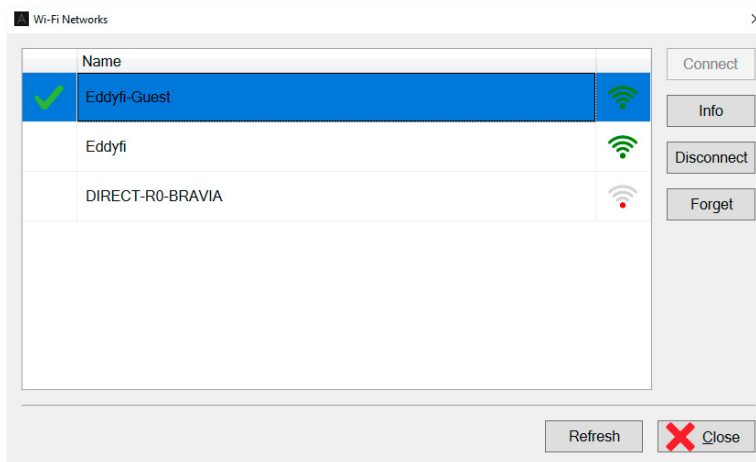 Wi-Fi Networks
Name
Connect
Eddyfi-Guest
Info
Eddyfi
Disconnect
DIRECT-R0-BRAVIA
Forget
Refresh
Close